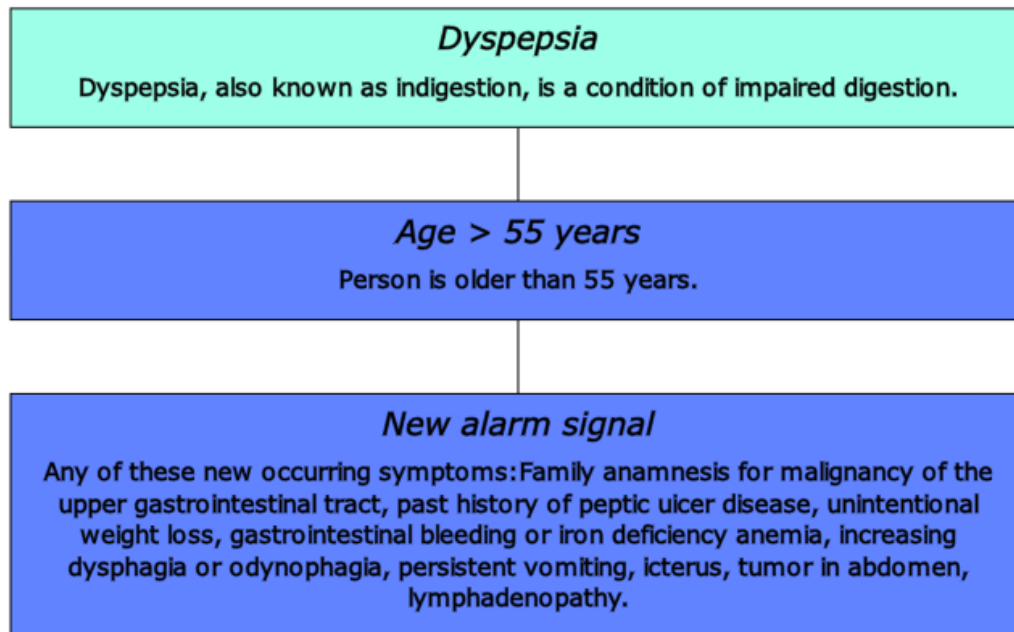 Dyspepsia
Dyspepsia, also known as indigestion, is a condition of impaired digestion.
Age > 55 years
Person is older than 55 years.
New alarm signal
Any of these new occurring symptoms:Family anamnesis for malignancy of the
upper gastrointestinal tract, past history of peptic uicer disease, unintentional
weight loss, gastrointestinal bleeding or iron deficiency anemia, increasing
dysphagia or odynophagia, persistent vomiting, icterus, tumor in abdomen,
lymphadenopathy.